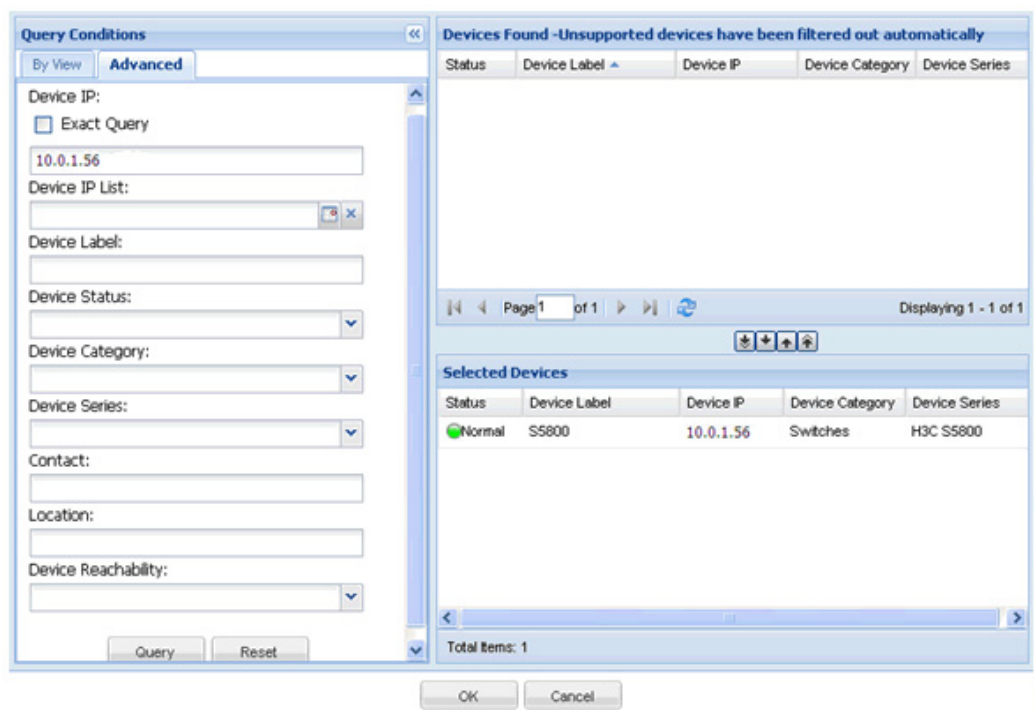 Query Conditions
By View Advanced
Device IP:
Exact Query
10.0.1.56
Device IP List:
Device Label:
Device Status:
Device Category:
Device Series:
Contact:
Location:
Device Reachability:
Query Reset
Devices Found -Unsupported devices have been filtered out automatically
Status Device Label Device IP Device Category Device Series
Page 1 of 1 Displaying 1 - 1 of 1
Selected Devices
Status Device Label Device IP Device Category Device Series
Normal S5800 10.0.1.56 Switches H3C S5800
Total Items: 1
OK Cancel